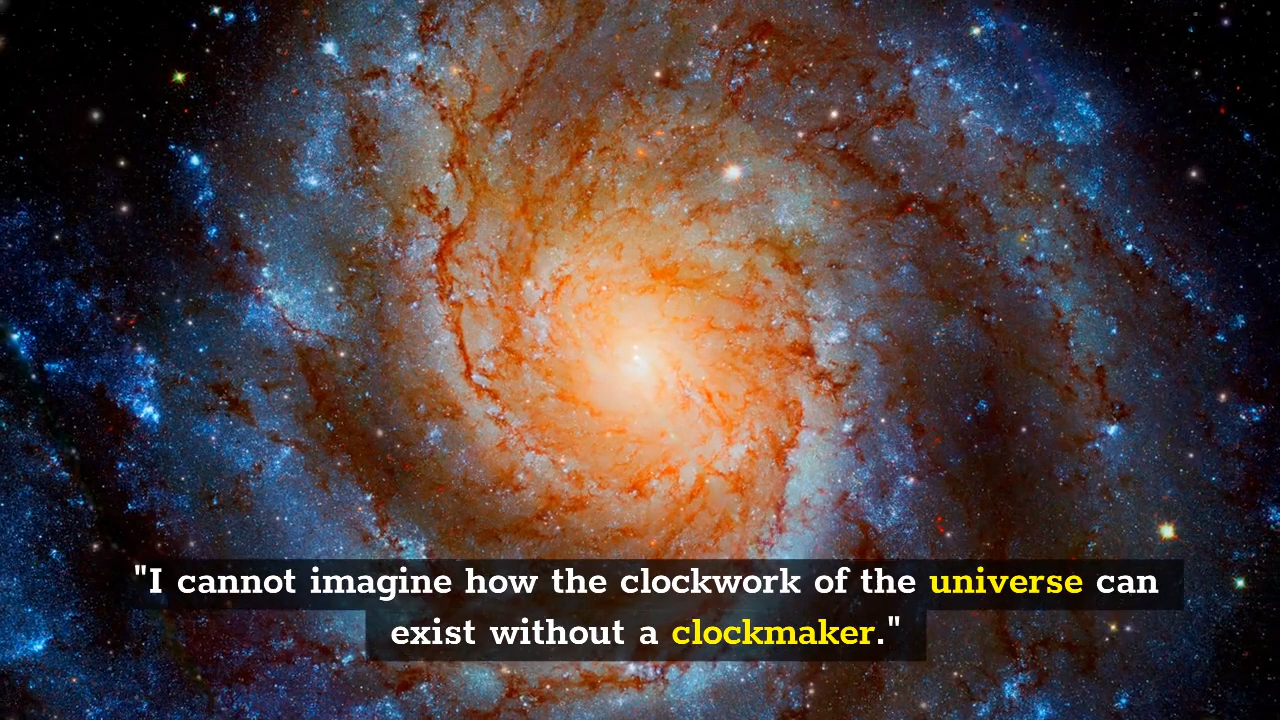 "I cannot imagine how the clockwork of the universe can
exist without a clockmaker."